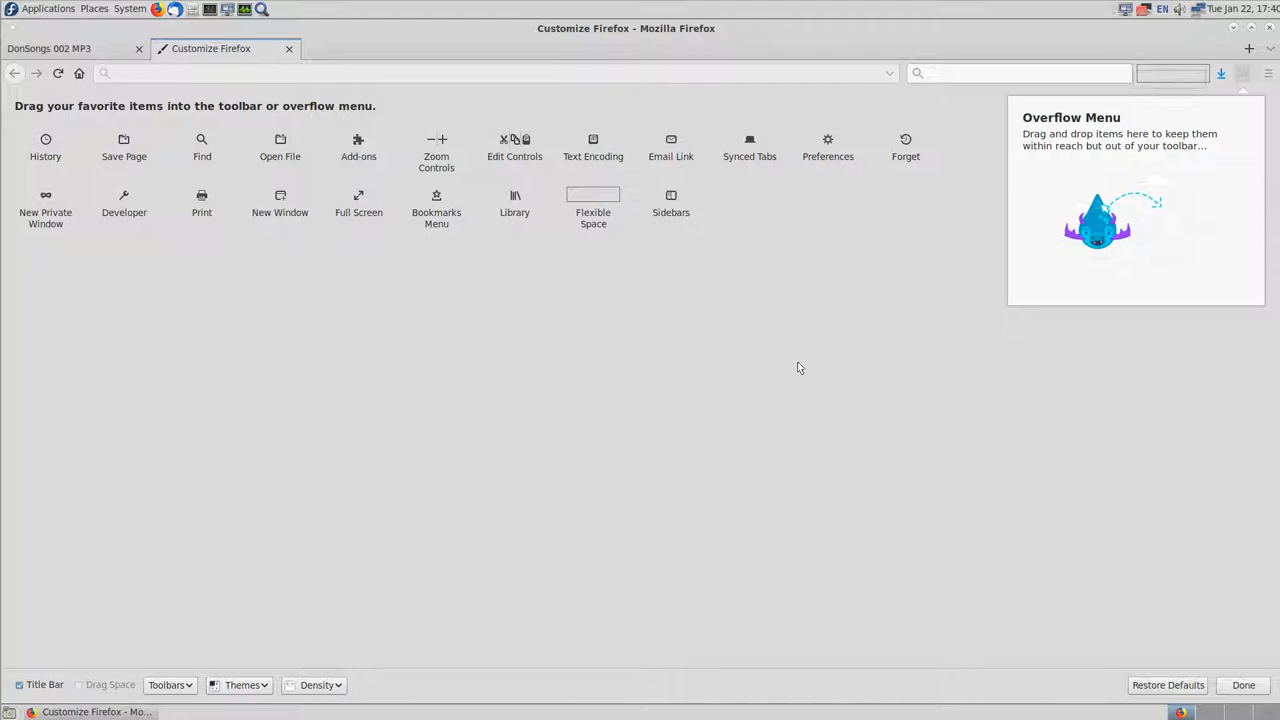 Applications Places System EN Tue Jan 22, 17:40
Customize Firefox - Mozilla Firefox
DonSongs 002 MP3 Customize Firefox
Drag your favorite items into the toolbar or overflow menu.
Overflow Menu
Drag and drop items here to keep them
within reach but out of your toolbar...
History Save Page Find Open File Add-ons Zoom Edit Controls Text Encoding Email Link Synced Tabs Preferences Forget
Controls
New Private Developer Print New Window Full Screen Bookmarks Library Flexible Sidebars
Window Menu Space
Title Bar Drag Space Toolbars Themes Density Restore Defaults Done
Customize Firefox - Mo...